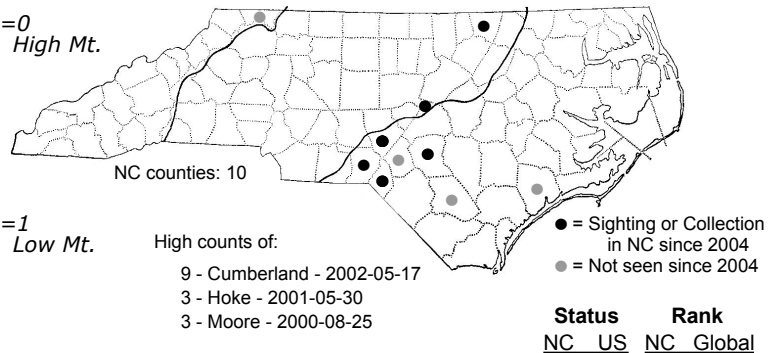 =0
High Mt.
NC counties: 10
=1
Low Mt.
High counts of:
9 - Cumberland - 2002-05-17
3 - Hoke - 2001-05-30
3 - Moore - 2000-08-25
= Sighting or Collection
in NC since 2004
= Not seen since 2004
Status Rank
NC US NC Global